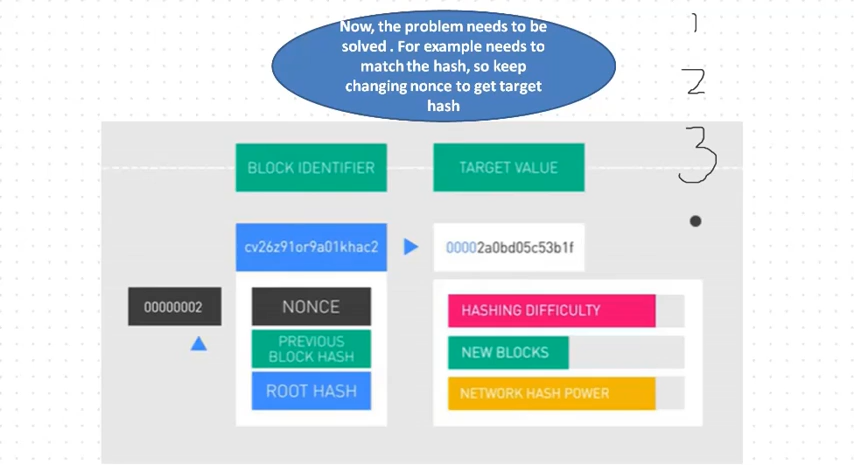 Now, the problem needs to be
solved . For example needs to
match the hash, so keep
changing nonce to get target
hash
1
2
3
BLOCK IDENTIFIER
TARGET VALUE
cv26z91or9a01khac2
00002a0bd05c53b1f
00000002
NONCE
PREVIOUS
BLOCK HASH
ROOT HASH
HASHING DIFFICULTY
NEW BLOCKS
NETWORK HASH POWER